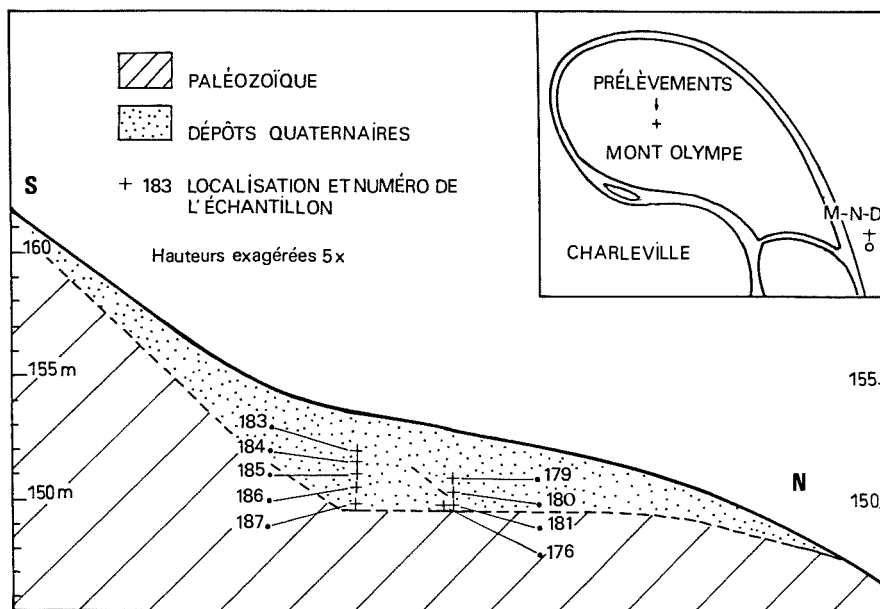 PALÉOZOÏQUE
DÉPÔTS QUATERNAIRES
+ 183 LOCALISATION ET NUMÉRO DE
L'ÉCHANTILLON
Hauteurs exagérées 5x
PRÉLÈVEMENTS
MONT OLYMPE
M-N-D
CHARLEVILLE
S
160
155 m
150 m
183
184
185
186
187
179
180
181
176
N
155
150